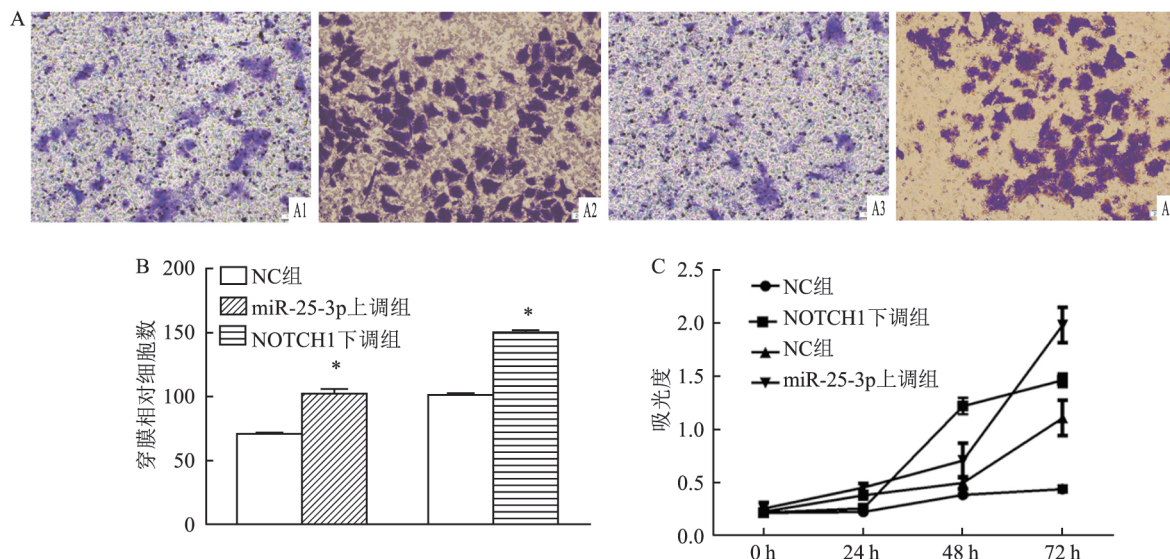 A
A1
A2
A3
A
B
200
150
100
50
0
穿膜相对细胞数
NC组
miR-25-3p上调组
NOTCH1下调组
*
*
C
2.5
2.0
1.5
1.0
0.5
0.0
吸光度
NC组
NOTCH1下调组
NC组
miR-25-3p上调组
0 h
24 h
48 h
72 h